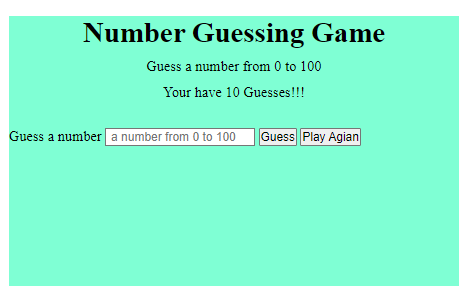 Number Guessing Game
Guess a number from 0 to 100
Your have 10 Guesses!!!
Guess a number a number from 0 to 100 Guess Play Agian